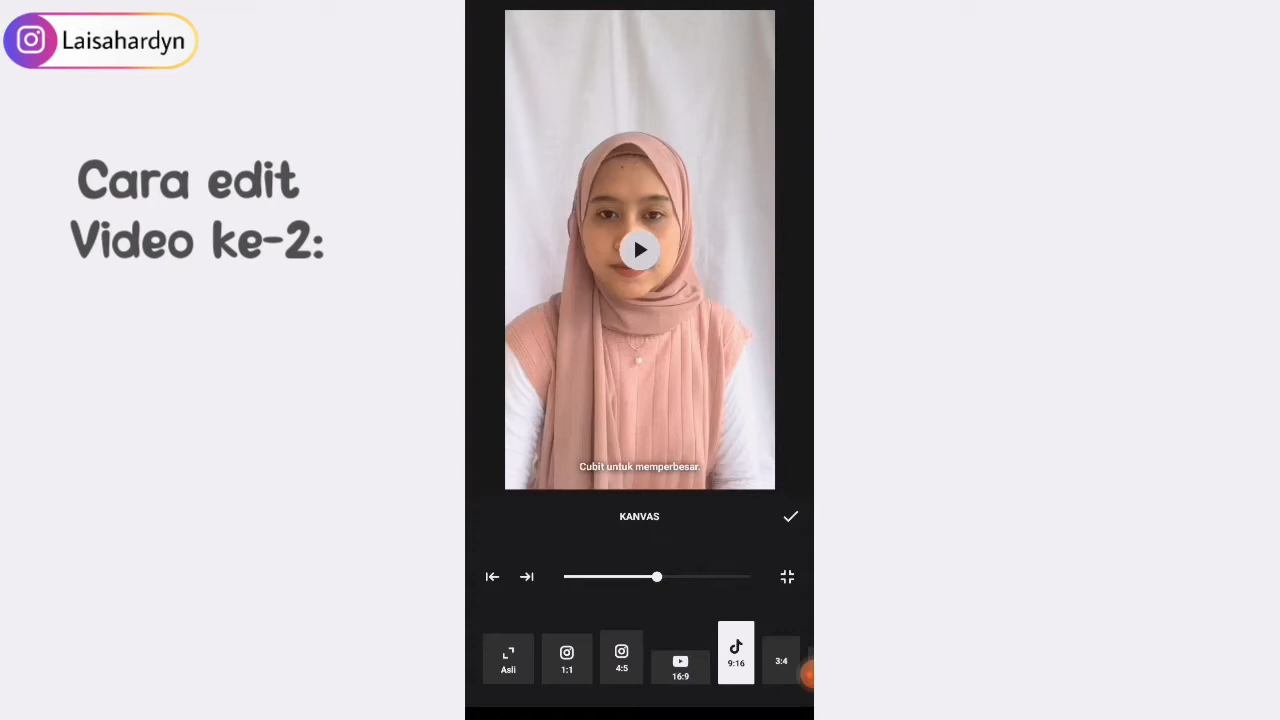 Laisahardyn
Cara edit
Video ke-2:
Cubit untuk memperbesar.
KANVAS
Asli
1:1
4:5
16:9
9:16
3:4